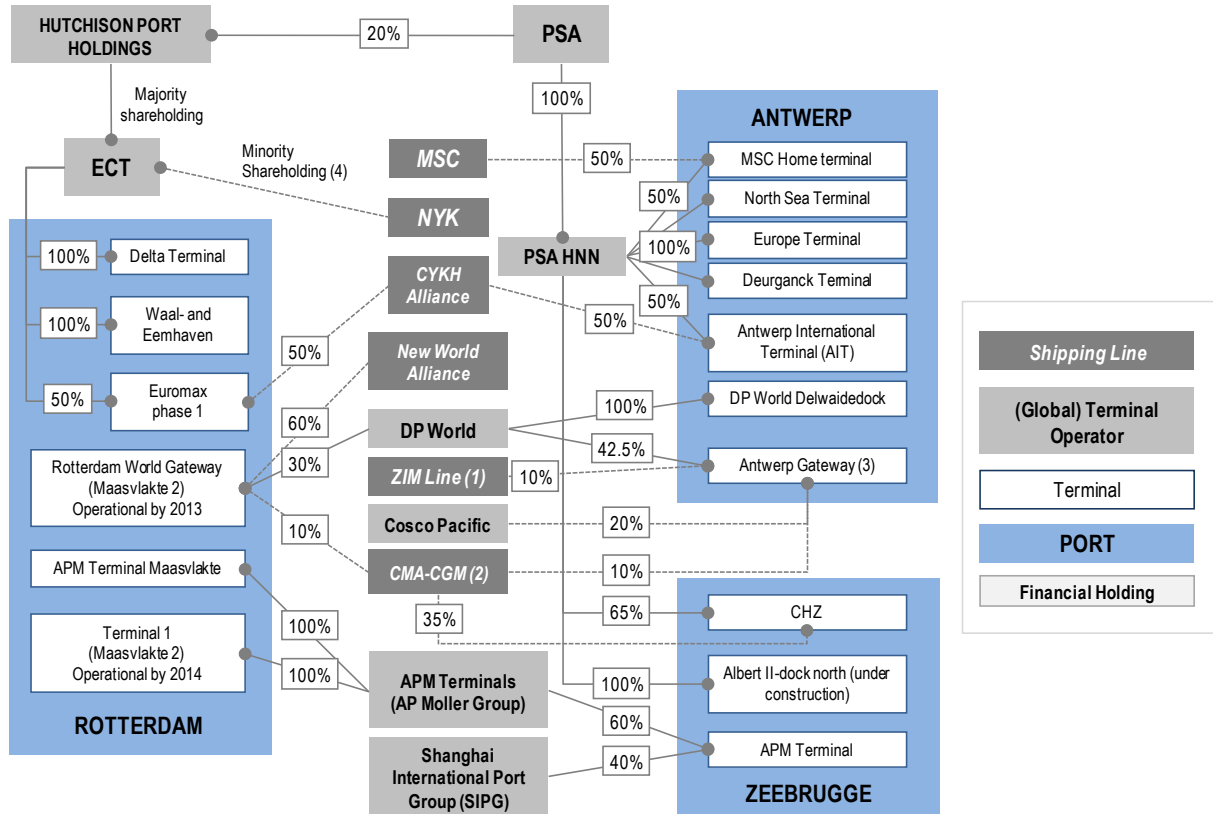 HUTCHISON PORT
HOLDINGS
20%
PSA
Majority
shareholding
100%
ECT
Minority
Shareholding (4)
MSC
50%
NYK
PSA HNN
CYKH
Alliance
50%
50%
New World
Alliance
60%
DP World
30%
100%
42.5%
ZIM Line (1)
10%
Cosco Pacific
20%
CMA-CGM (2)
10%
10%
35%
65%
100%
100%
100%
APM Terminals
(AP Moller Group)
60%
Shanghai
International Port
Group (SIPG)
40%
100%
Delta Terminal
100%
Waal- and
Eemhaven
50%
Euromax
phase 1
Rotterdam World Gateway
(Maasvlakte 2)
Operational by 2013
APM Terminal Maasvlakte
Terminal 1
(Maasvlakte 2)
Operational by 2014
ROTTERDAM
ANTWERP
MSC Home terminal
50%
North Sea Terminal
100%
Europe Terminal
Deurganck Terminal
50%
Antwerp International
Terminal (AIT)
DP World Delwaidedock
Antwerp Gateway (3)
CHZ
Albert II-dock north (under
construction)
APM Terminal
ZEEBRUGGE
Shipping Line
(Global) Terminal
Operator
Terminal
PORT
Financial Holding